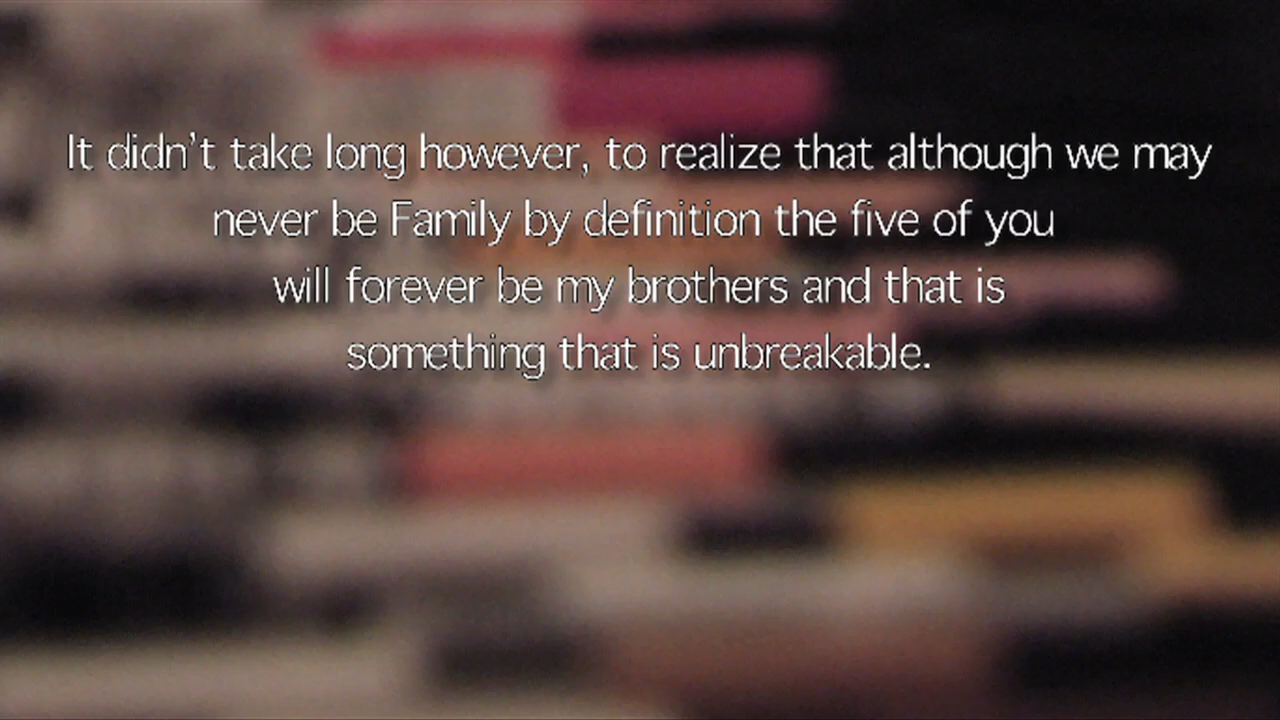 It didn't take long however, to realize that although we may
never be Family by definition the five of you
will forever be my brothers and that is
something that is unbreakable.